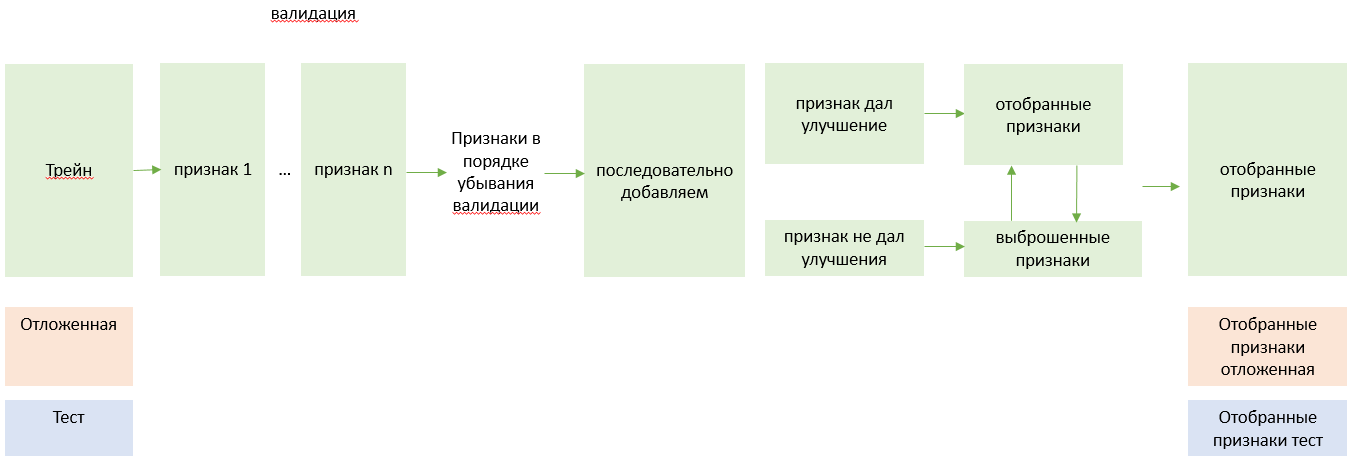 валидация
Трейн
признак 1
...
признак n
Признаки в
порядке
убывания
валидации
последовательно
добавляем
признак дал
улучшение
отобранные
признаки
признак не дал
улучшения
выброшенные
признаки
отобранные
признаки
Отложенная
Отобранные
признаки
отложенная
Тест
Отобранные
признаки тест